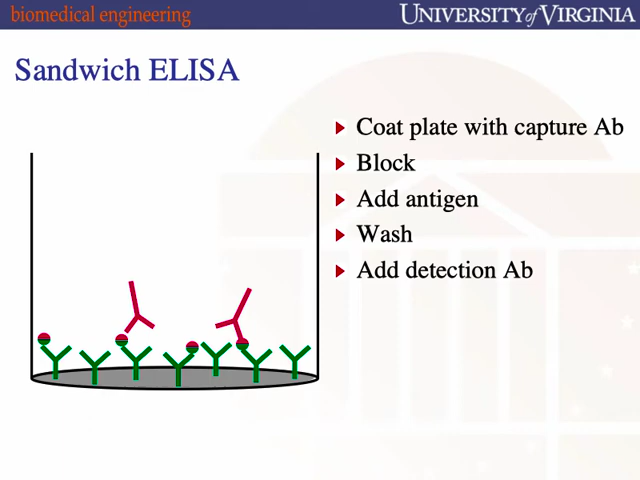 biomedical engineering
UNIVERSITY of VIRGINIA
Sandwich ELISA
Coat plate with capture Ab
Block
Add antigen
Wash
Add detection Ab